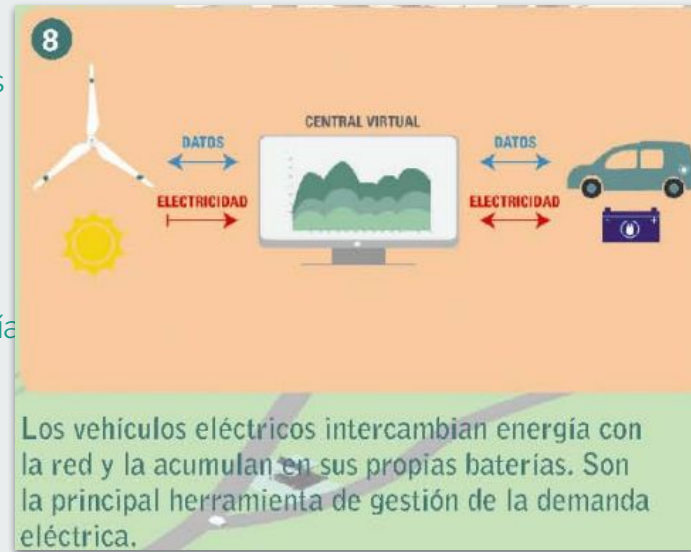 8
CENTRAL VIRTUAL
DATOS
DATOS
ELECTRICIDAD
ELECTRICIDAD
Los vehículos eléctricos intercambian energía con
la red y la acumulan en sus propias baterías. Son
la principal herramienta de gestión de la demanda
eléctrica.